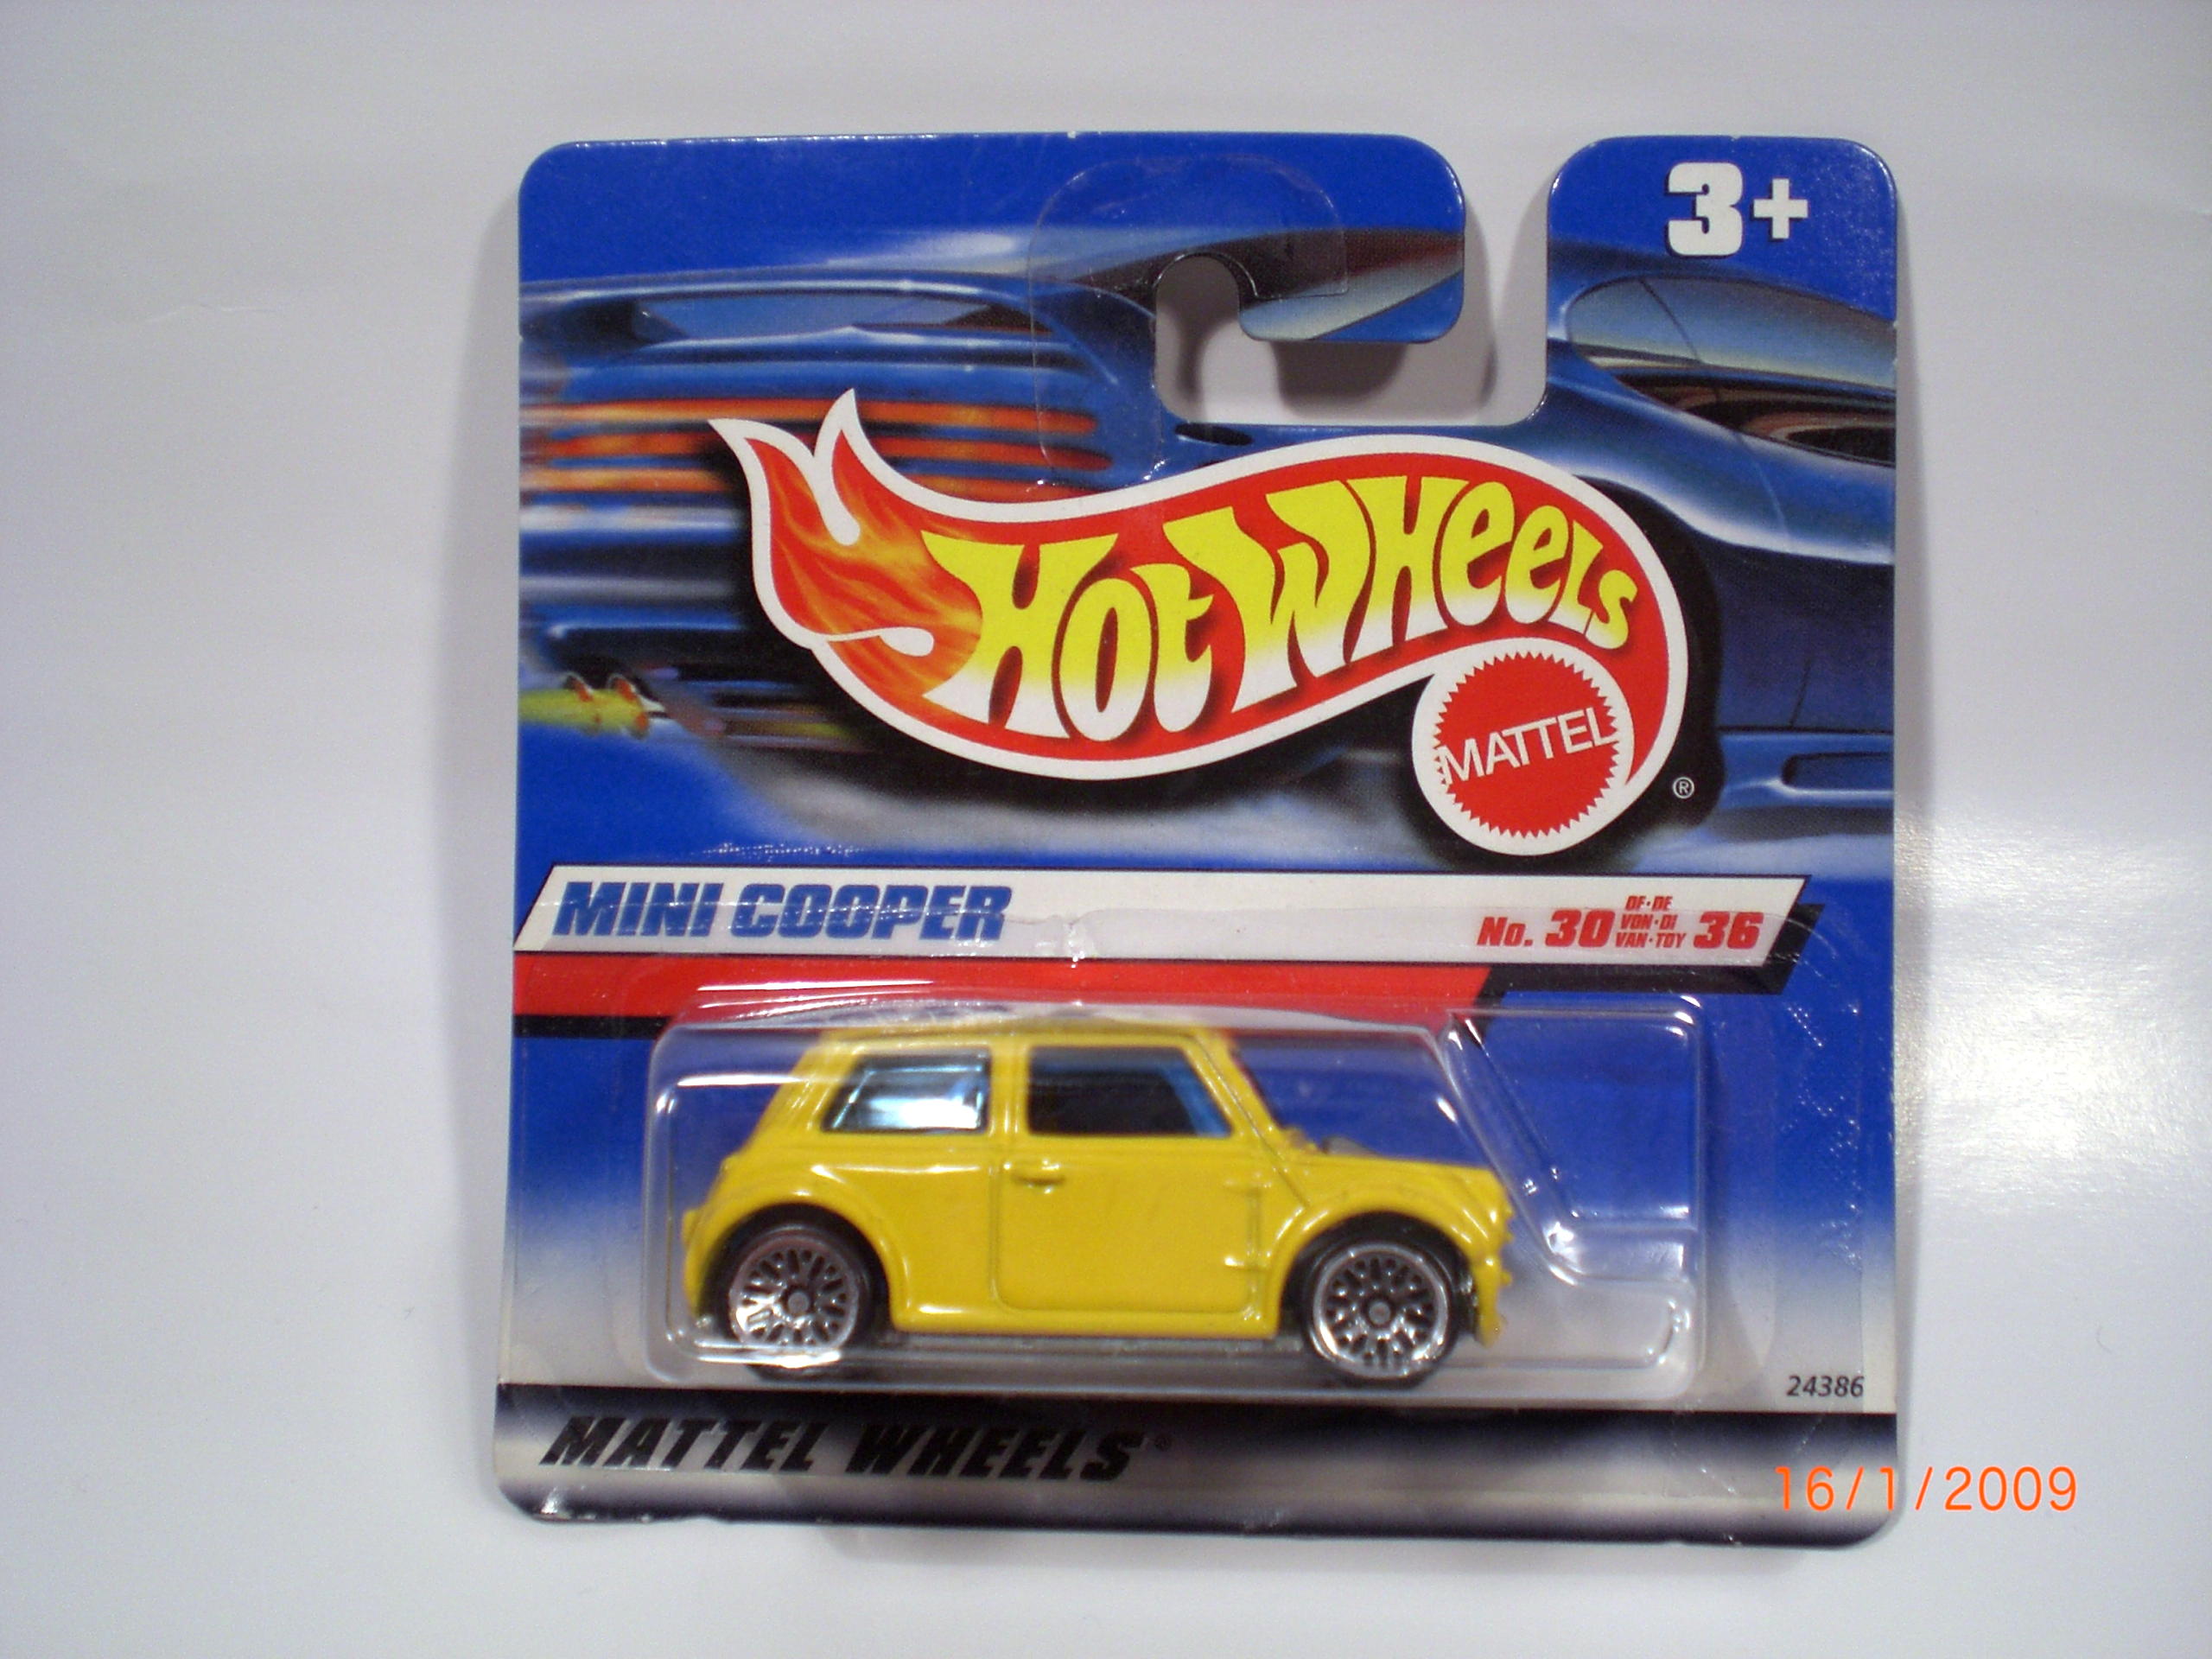 3+
Hot Wheels
MATTEL
®
MINI COOPER
No. 30 OF·DE VON·DI VAN·TOY 36
24386
MATTEL WHEELS
16/1/2009